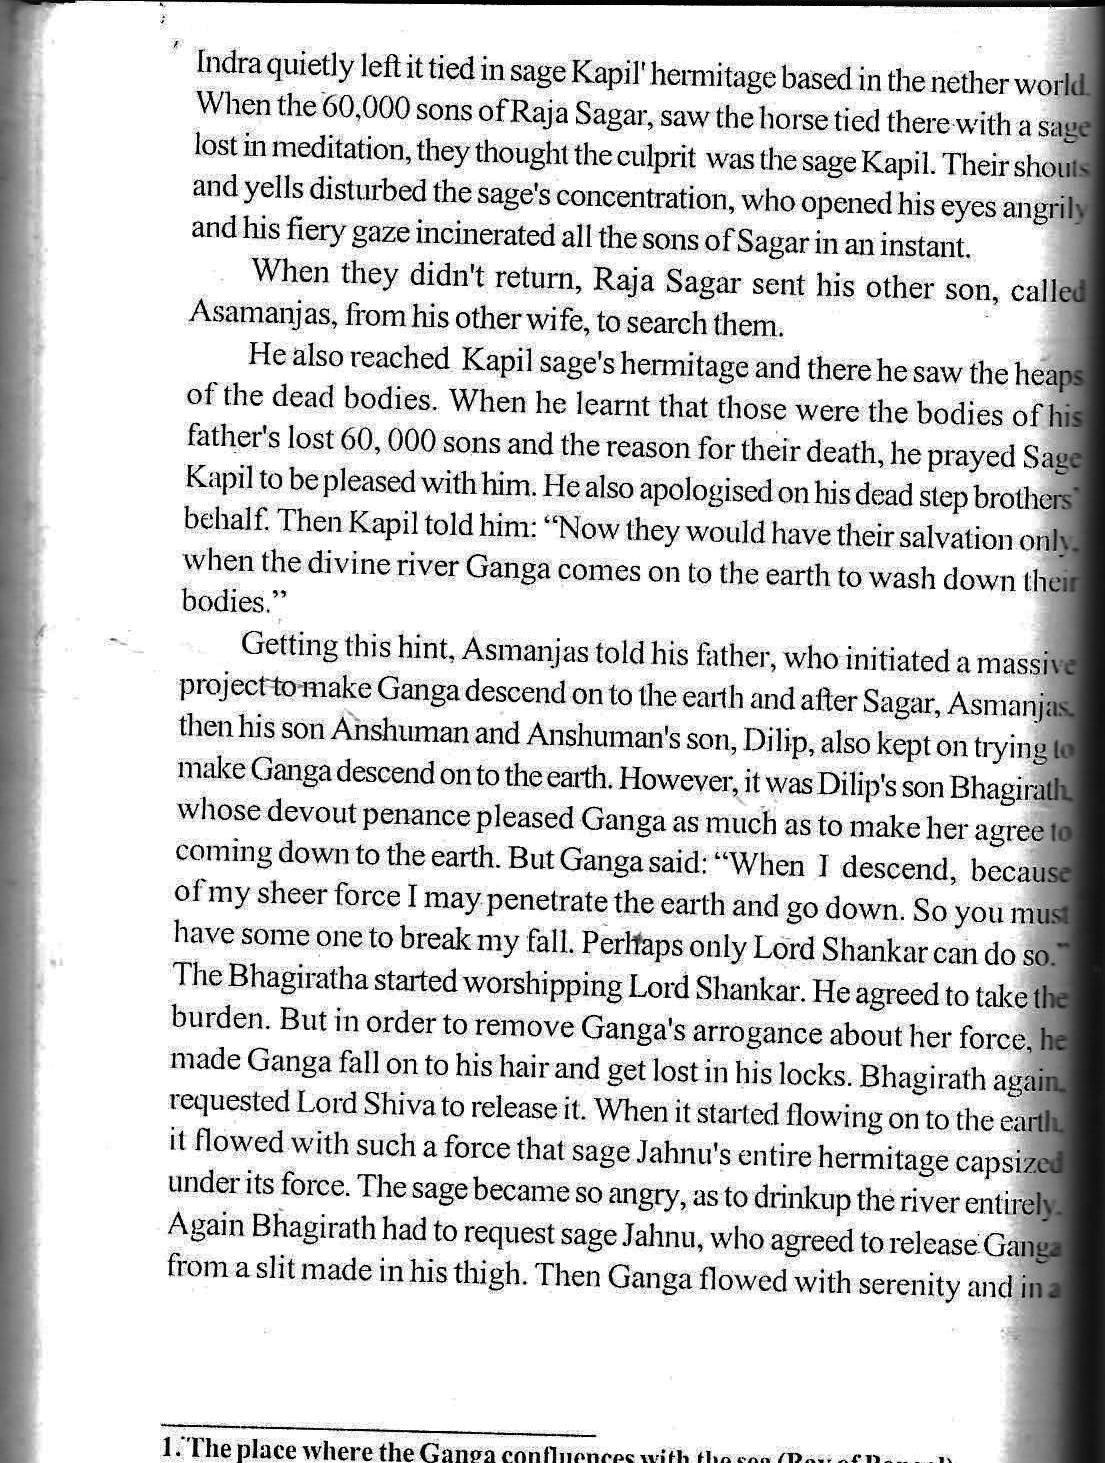 Indra quietly left it tied in sage Kapil' hermitage based in the nether world.
When the 60,000 sons of Raja Sagar, saw the horse tied there with a sage
lost in meditation, they thought the culprit was the sage Kapil. Their shouts
and yells disturbed the sage's concentration, who opened his eyes angrily
and his fiery gaze incinerated all the sons of Sagar in an instant.
When they didn't return, Raja Sagar sent his other son, called
Asamanjas, from his other wife, to search them.
He also reached Kapil sage's hermitage and there he saw the heaps
of the dead bodies. When he learnt that those were the bodies of his
father's lost 60, 000 sons and the reason for their death, he prayed Sage
Kapil to be pleased with him. He also apologised on his dead step brothers'
behalf. Then Kapil told him: “Now they would have their salvation only.
when the divine river Ganga comes on to the earth to wash down their
bodies.”
Getting this hint, Asmanjas told his father, who initiated a massive
project to make Ganga descend on to the earth and after Sagar, Asmanjas.
then his son Anshuman and Anshuman's son, Dilip, also kept on trying to
make Ganga descend on to the earth. However, it was Dilip's son Bhagirath,
whose devout penance pleased Ganga as much as to make her agree to
coming down to the earth. But Ganga said: “When I descend, because
of my sheer force I may penetrate the earth and go down. So you must
have some one to break my fall. Perhaps only Lord Shankar can do so.”
The Bhagiratha started worshipping Lord Shankar. He agreed to take the
burden. But in order to remove Ganga's arrogance about her force, he
made Ganga fall on to his hair and get lost in his locks. Bhagirath again.
requested Lord Shiva to release it. When it started flowing on to the earth.
it flowed with such a force that sage Jahnu's entire hermitage capsized
under its force. The sage became so angry, as to drinkup the river entirely.
Again Bhagirath had to request sage Jahnu, who agreed to release Ganga
from a slit made in his thigh. Then Ganga flowed with serenity and in a
1. The place where the Ganga confluences with the sea (Bay of Bengal)